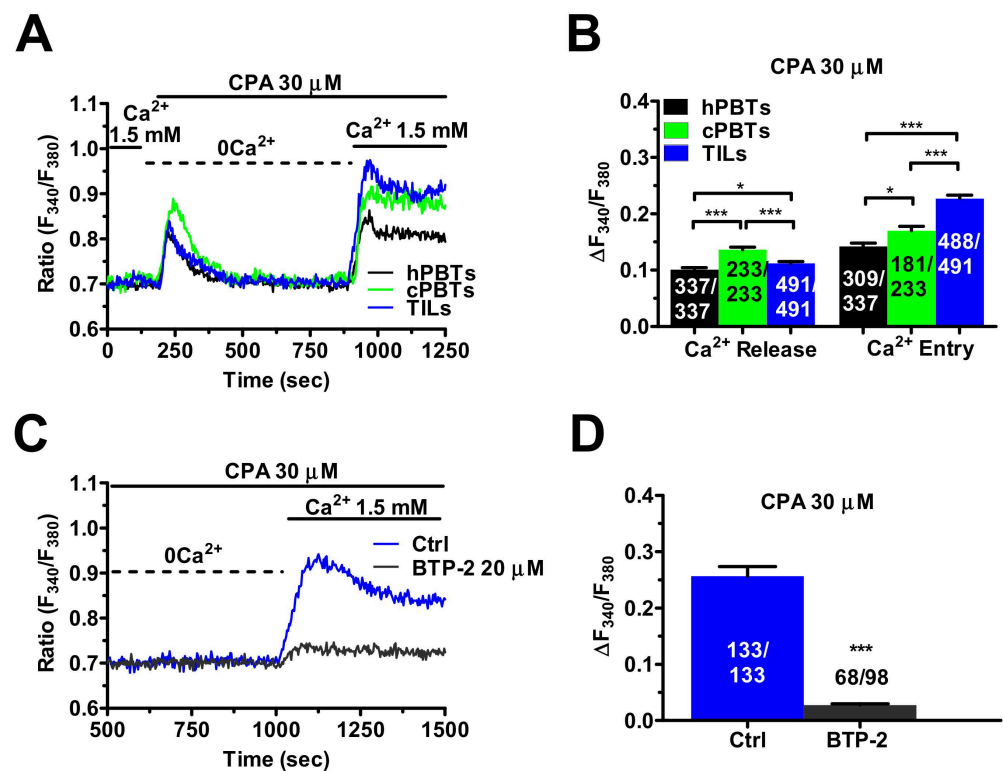 A
CPA 30 μM
Ca²⁺
1.5 mM
0Ca²⁺
Ca²⁺ 1.5 mM
Ratio (F₃₄₀/F₃₈₀)
1.1
1.0
0.9
0.8
0.7
0.6
hPBTs
cPBTs
TILs
0 250 500 750 1000 1250
Time (sec)
B
CPA 30 μM
ΔF₃₄₀/F₃₈₀
0.4
0.3
0.2
0.1
0.0
hPBTs
cPBTs
TILs
***
***
*
*
*** ***
337/
337
233/
233
491/
491
309/
337
181/
233
488/
491
Ca²⁺ Release Ca²⁺ Entry
C
CPA 30 μM
Ca²⁺ 1.5 mM
0Ca²⁺
Ctrl
BTP-2 20 μM
Ratio (F₃₄₀/F₃₈₀)
1.1
1.0
0.9
0.8
0.7
0.6
500 750 1000 1250 1500
Time (sec)
D
CPA 30 μM
ΔF₃₄₀/F₃₈₀
0.4
0.3
0.2
0.1
0.0
133/
133
***
68/98
Ctrl BTP-2